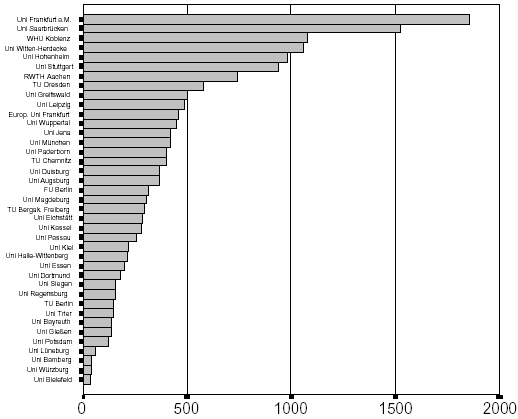 Uni Frankfurt a.M.
Uni Saarbrücken
WHU Koblenz
Uni Witten-Herdecke
Uni Hohenheim
Uni Stuttgart
RWTH Aachen
TU Dresden
Uni Greifswald
Uni Leipzig
Europ. Uni Frankfurt
Uni Wuppertal
Uni Jena
Uni München
Uni Paderborn
TU Chemnitz
Uni Duisburg
Uni Augsburg
FU Berlin
Uni Magdeburg
TU Bergak. Freiberg
Uni Eichstätt
Uni Kassel
Uni Passau
Uni Kiel
Uni Halle-Wittenberg
Uni Essen
Uni Dortmund
Uni Siegen
Uni Regensburg
TU Berlin
Uni Trier
Uni Bayreuth
Uni Gießen
Uni Potsdam
Uni Lüneburg
Uni Bamberg
Uni Würzburg
Uni Bielefeld
0 500 1000 1500 2000